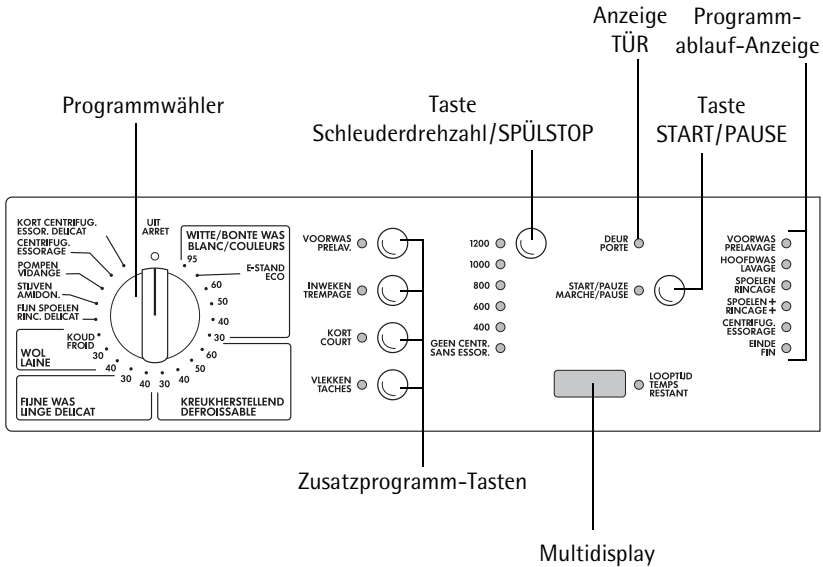 Anzeige
TÜR
Programm-
ablauf-Anzeige
Programmwähler
Taste
Schleuderdrehzahl/SPÜLSTOP
Taste
START/PAUSE
KORT CENTRIFUG.
ESSOR. DELICAT
CENTRIFUG.
ESSORAGE
POMPEN
VIDANGE
STIJVEN
AMIDON.
FIJN SPOELEN
RINC. DELICAT
KOUD
FROID
WOL
LAINE
30
40
FIJNE WAS
LINGE DELICAT
30
40
UIT
ARRET
WITTE/BONTE WAS
BLANC/COULEURS
95
E-STAND
ECO
60
50
40
30
60
50
40
30
KREUKHERSTELLEND
DEFROISSABLE
VOORWAS
PRELAV.
INWEKEN
TREMPAGE
KORT
COURT
VLEKKEN
TACHES
1200
1000
800
600
400
GEEN CENTR.
SANS ESSOR.
DEUR
PORTE
START/PAUZE
MARCHE/PAUSE
LOOPTIJD
TEMPS
RESTANT
VOORWAS
PRELAVAGE
HOOFDWAS
LAVAGE
SPOELEN
RINCAGE
SPOELEN+
RINCAGE+
CENTRIFUG.
ESSORAGE
EINDE
FIN
Zusatzprogramm-Tasten
Multidisplay